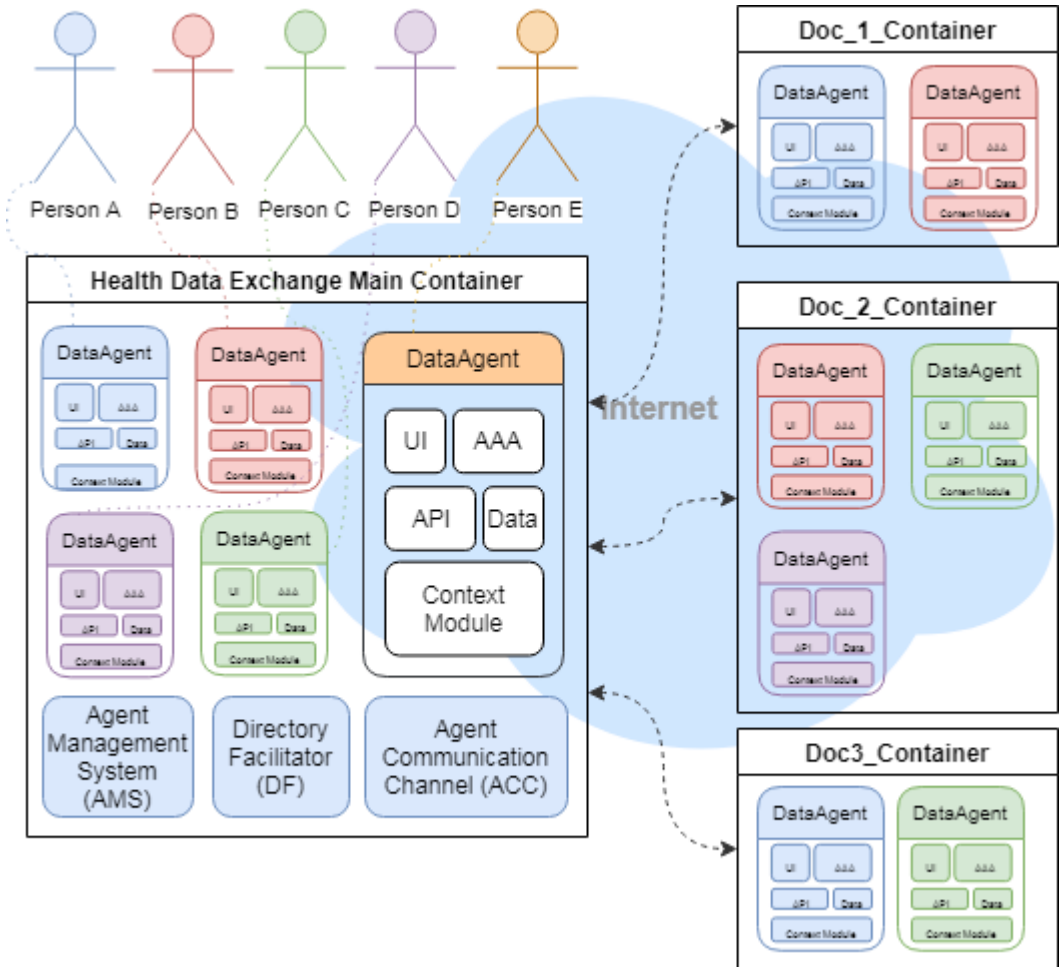 Person A
Person B
Person C
Person D
Person E
Health Data Exchange Main Container
DataAgent
UI
AAA
API
Data
Context Module
DataAgent
UI
AAA
API
Data
Context Module
DataAgent
UI
AAA
API
Data
Context
Module
DataAgent
UI
AAA
API
Data
Context Module
DataAgent
UI
AAA
API
Data
Context Module
Agent
Management
System
(AMS)
Directory
Facilitator
(DF)
Agent
Communication
Channel (ACC)
Internet
Doc_1_Container
DataAgent
UI
AAA
API
Data
Context Module
DataAgent
UI
AAA
API
Data
Context Module
Doc_2_Container
DataAgent
UI
AAA
API
Data
Context Module
DataAgent
UI
AAA
API
Data
Context Module
DataAgent
UI
AAA
API
Data
Context Module
Doc3_Container
DataAgent
UI
AAA
API
Data
Context Module
DataAgent
UI
AAA
API
Data
Context Module